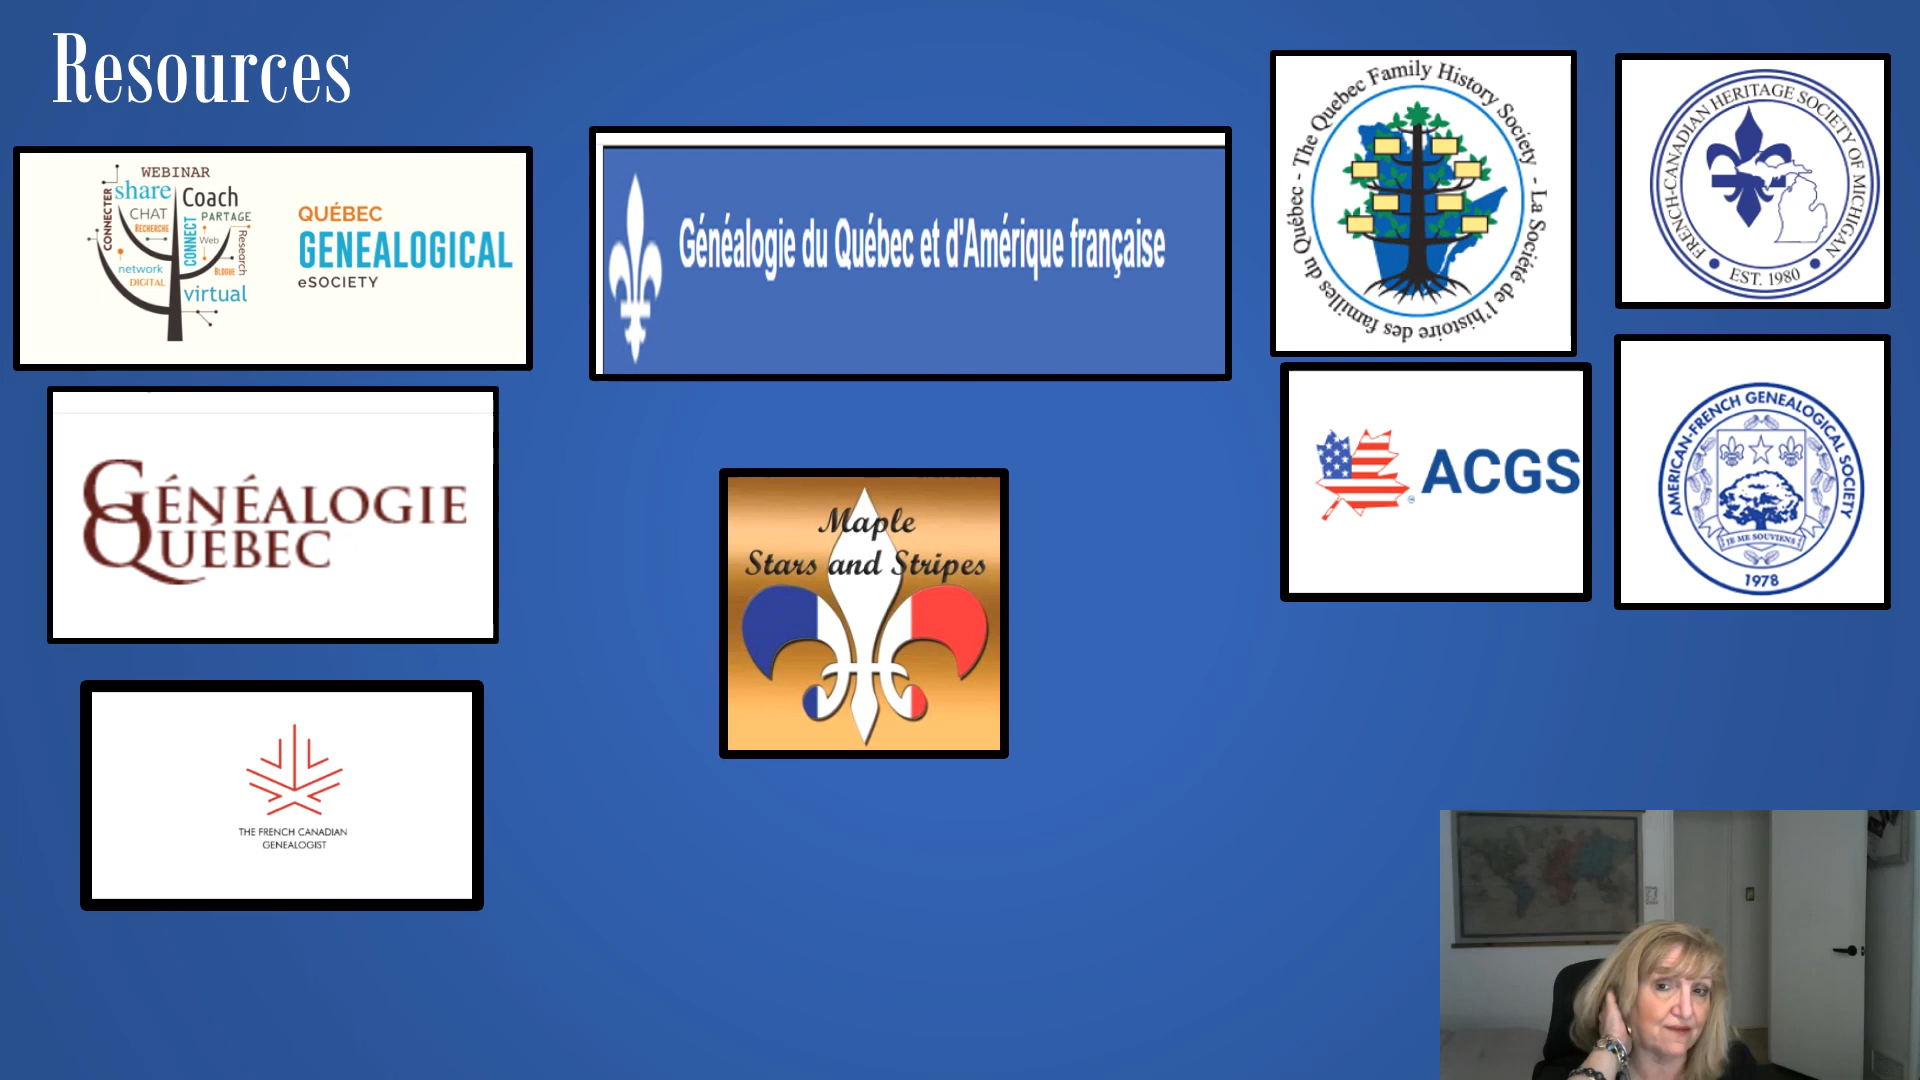 Resources
WEBINAR
share
Coach
CONNECTER
CHAT
PARTAGE
RECHERCHE
CONNECT
Web
Research
network
BLOGUE
DIGITAL
virtual
QUÉBEC
GENEALOGICAL
eSOCIETY
Généalogie du Québec et d'Amérique française
The Quebec Family History Society - La Société de l'histoire des familles du Québec -
FRENCH-CANADIAN HERITAGE SOCIETY OF MICHIGAN
EST. 1980
GÉNÉALOGIE
QUÉBEC
Maple
Stars and Stripes
ACGS
AMERICAN-FRENCH GENEALOGICAL SOCIETY
JE ME SOUVIENS
1978
THE FRENCH CANADIAN
GENEALOGIST